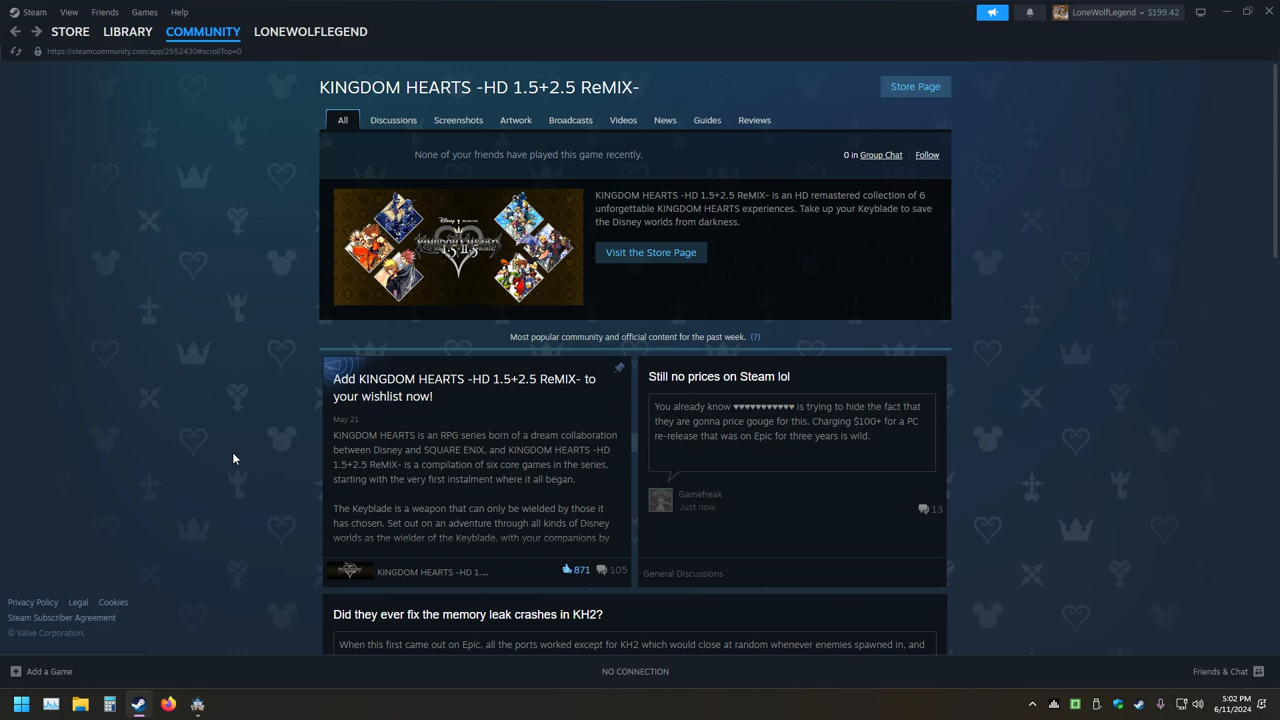 Steam View Friends Games Help
LoneWolfLegend $199.42
STORE LIBRARY COMMUNITY LONEWOLFLEGEND
https://steamcommunity.com/app/2552430#scrollTop=0
KINGDOM HEARTS -HD 1.5+2.5 ReMIX-
Store Page
All Discussions Screenshots Artwork Broadcasts Videos News Guides Reviews
None of your friends have played this game recently.
0 in Group Chat Follow
KINGDOM HEARTS -HD 1.5+2.5 ReMIX- is an HD remastered collection of 6
unforgettable KINGDOM HEARTS experiences. Take up your Keyblade to save
the Disney worlds from darkness.
Visit the Store Page
Disney
KINGDOM HEARTS
Most popular community and official content for the past week. (?)
Add KINGDOM HEARTS -HD 1.5+2.5 ReMIX- to
your wishlist now!
May 21
KINGDOM HEARTS is an RPG series born of a dream collaboration
between Disney and SQUARE ENIX, and KINGDOM HEARTS -HD
1.5+2.5 ReMIX- is a compilation of six core games in the series,
starting with the very first instalment where it all began.
The Keyblade is a weapon that can only be wielded by those it
has chosen. Set out on an adventure through all kinds of Disney
worlds as the wielder of the Keyblade, with your companions by
KINGDOM HEARTS -HD 1....
871 105
Still no prices on Steam lol
You already know ♥♥♥♥♥♥♥♥♥♥♥ is trying to hide the fact that
they are gonna price gouge for this. Charging $100+ for a PC
re-release that was on Epic for three years is wild.
Gamefreak
Just now
13
General Discussions
Did they ever fix the memory leak crashes in KH2?
When this first came out on Epic, all the ports worked except for KH2 which would close at random whenever enemies spawned in, and
Privacy Policy Legal Cookies
Steam Subscriber Agreement
© Valve Corporation.
Add a Game
NO CONNECTION
Friends & Chat
5:02 PM
6/11/2024